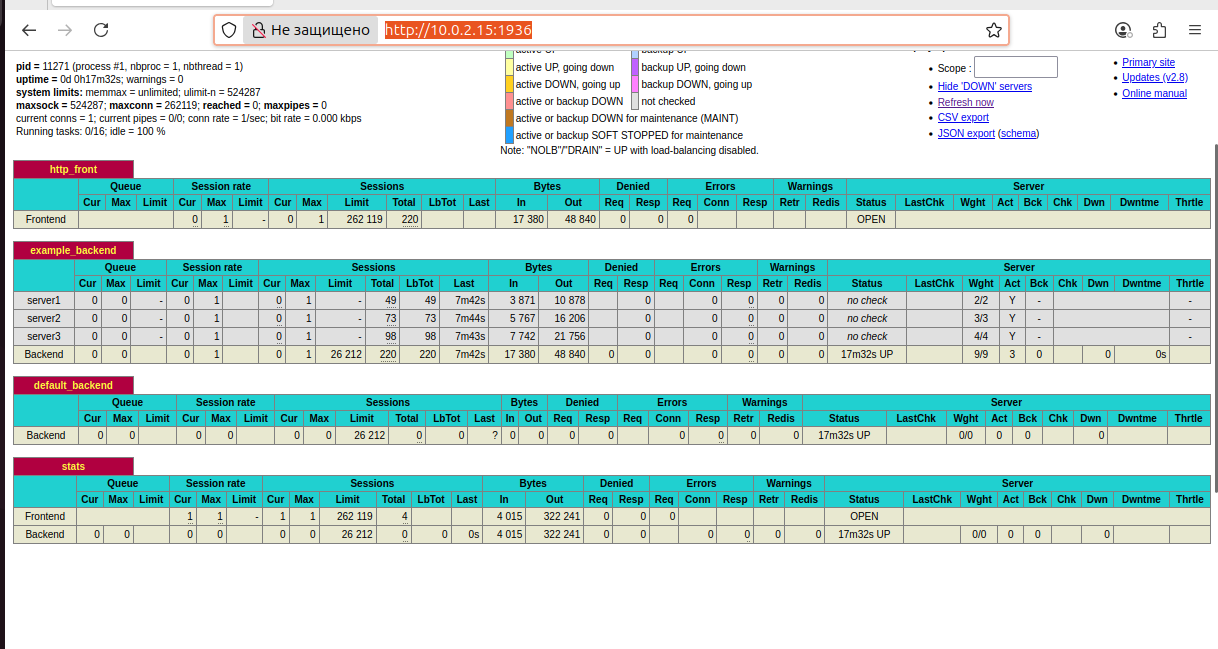 Не защищено http://10.0.2.15:1936
pid = 11271 (process #1, nbproc = 1, nbthread = 1)
uptime = 0d 0h17m32s; warnings = 0
system limits: memmax = unlimited; ulimit-n = 524287
maxsock = 524287; maxconn = 262119; reached = 0; maxpipes = 0
current conns = 1; current pipes = 0/0; conn rate = 1/sec; bit rate = 0.000 kbps
Running tasks: 0/16; idle = 100 %
active UP backup UP
active UP, going down backup UP, going down
active DOWN, going up backup DOWN, going up
active or backup DOWN not checked
active or backup DOWN for maintenance (MAINT)
active or backup SOFT STOPPED for maintenance
Note: "NOLB"/"DRAIN" = UP with load-balancing disabled.
Scope :
Hide 'DOWN' servers
Refresh now
CSV export
JSON export (schema)
Primary site
Updates (v2.8)
Online manual
http_front
Queue Session rate Sessions Bytes Denied Errors Warnings Server
Cur Max Limit Cur Max Limit Cur Max Limit Total LbTot Last In Out Req Resp Req Conn Resp Retr Redis Status LastChk Wght Act Bck Chk Dwn Dwntme Thrtle
Frontend 0 1 - 0 1 262 119 220 17 380 48 840 0 0 0 OPEN
example_backend
Queue Session rate Sessions Bytes Denied Errors Warnings Server
Cur Max Limit Cur Max Limit Cur Max Limit Total LbTot Last In Out Req Resp Req Conn Resp Retr Redis Status LastChk Wght Act Bck Chk Dwn Dwntme Thrtle
server1 0 0 - 0 1 0 1 - 49 49 7m42s 3 871 10 878 0 0 0 0 0 no check 2/2 Y - -
server2 0 0 - 0 1 0 1 - 73 73 7m44s 5 767 16 206 0 0 0 0 0 no check 3/3 Y - -
server3 0 0 - 0 1 0 1 - 98 98 7m43s 7 742 21 756 0 0 0 0 0 no check 4/4 Y - -
Backend 0 0 0 1 0 1 26 212 220 220 7m42s 17 380 48 840 0 0 0 0 0 0 17m32s UP 9/9 3 0 0 0s
default_backend
Queue Session rate Sessions Bytes Denied Errors Warnings Server
Cur Max Limit Cur Max Limit Cur Max Limit Total LbTot Last In Out Req Resp Req Conn Resp Retr Redis Status LastChk Wght Act Bck Chk Dwn Dwntme Thrtle
Backend 0 0 0 0 0 0 26 212 0 0 ? 0 0 0 0 0 0 0 0 17m32s UP 0/0 0 0 0
stats
Queue Session rate Sessions Bytes Denied Errors Warnings Server
Cur Max Limit Cur Max Limit Cur Max Limit Total LbTot Last In Out Req Resp Req Conn Resp Retr Redis Status LastChk Wght Act Bck Chk Dwn Dwntme Thrtle
Frontend 1 1 - 1 1 262 119 4 4 015 322 241 0 0 0 OPEN
Backend 0 0 0 0 0 0 26 212 0 0 0s 4 015 322 241 0 0 0 0 0 0 17m32s UP 0/0 0 0 0